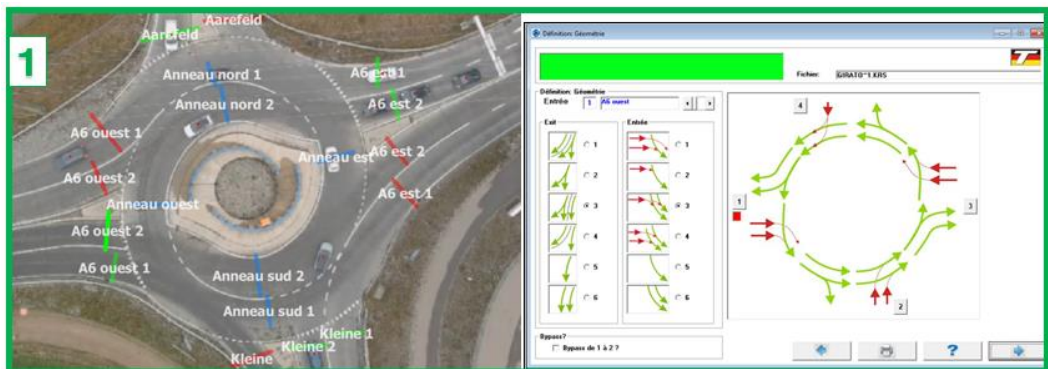 1
Aarefeld
Aarefeld
Anneau nord 1
Anneau nord 2
A6 est 1
A6 est 2
A6 ouest 1
A6 ouest 2
Anneau est
A6 est 2
A6 est 1
Anneau ouest
A6 ouest 2
A6 ouest 1
Anneau sud 2
Anneau sud 1
Kleine 1
Kleine 2
Kleine
Définition Géométrie
Fichier: GIRATO~1.KRS
Définition: Géométrie
Entrée 1 A6 ouest
Exit
1
2
3
4
5
6
Entrée
1
2
3
4
5
6
Bypass?
Bypass de 1 à 2 ?
4
1
3
2
?